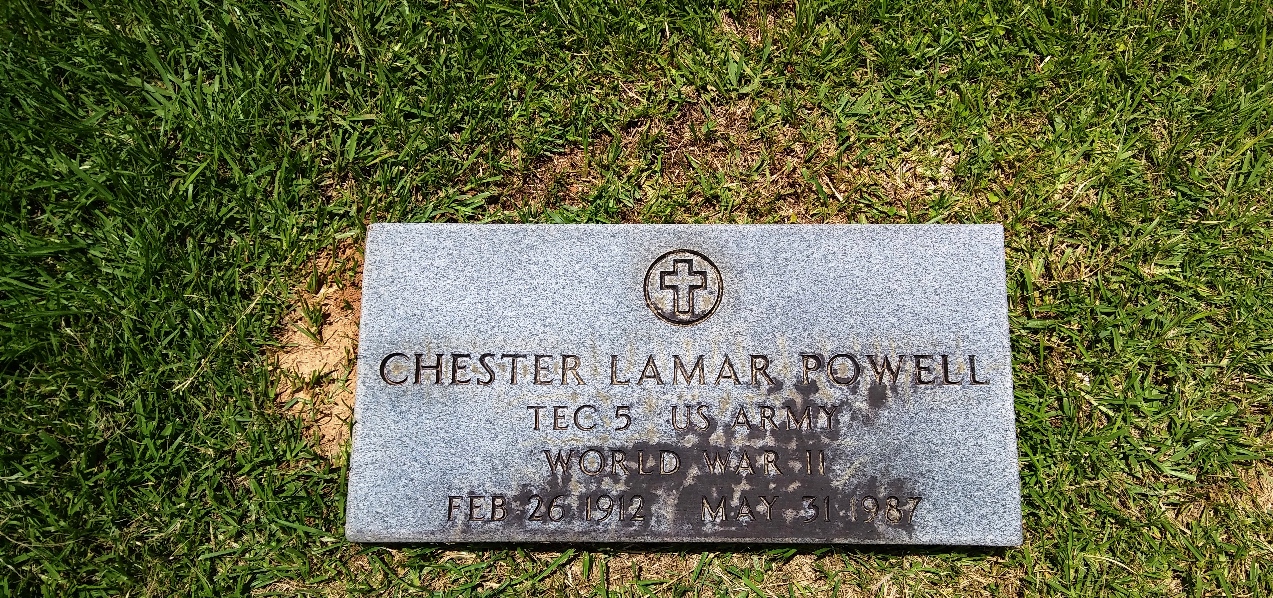 CHESTER LAMAR POWELL
TEC 5 US ARMY
WORLD WAR II
FEB 26 1912 MAY 31 1987